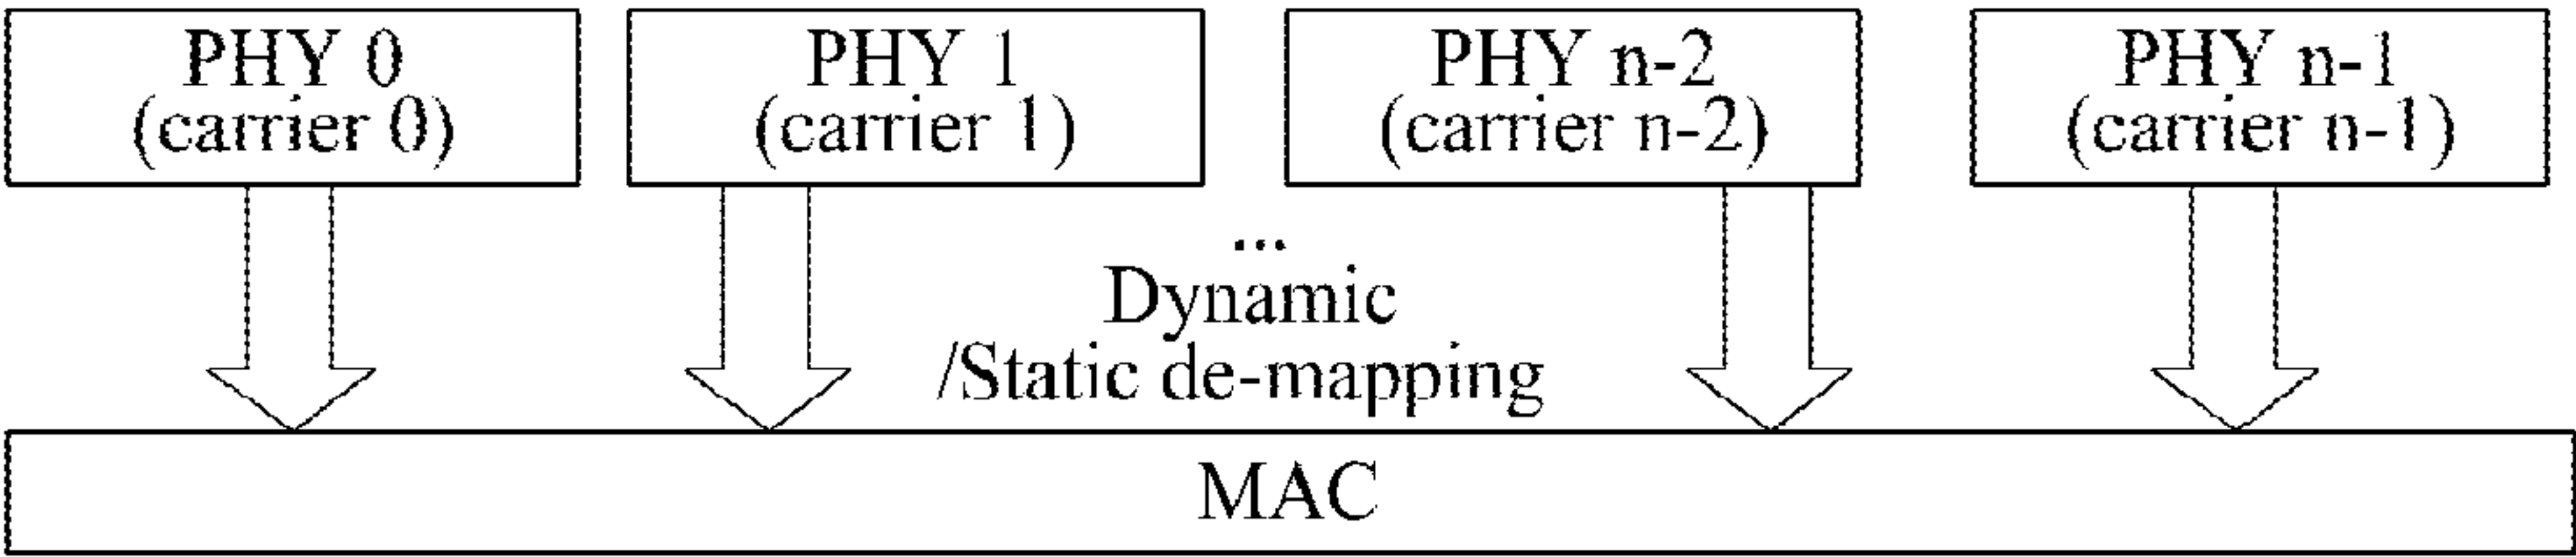 PHY 0
(carrier 0)
PHY 1
(carrier 1)
PHY n-2
(carrier n-2)
PHY n-1
(carrier n-1)
...
Dynamic
/Static de-mapping
MAC